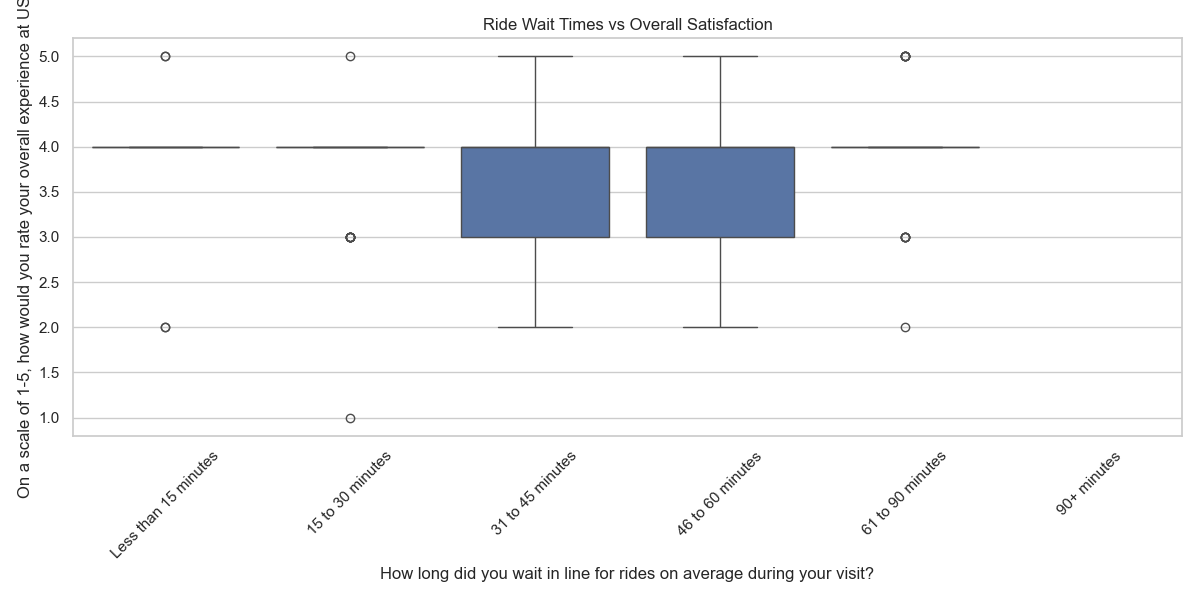 Ride Wait Times vs Overall Satisfaction
On a scale of 1-5, how would you rate your overall experience at US
5.0
4.5
4.0
3.5
3.0
2.5
2.0
1.5
1.0
Less than 15 minutes
15 to 30 minutes
31 to 45 minutes
46 to 60 minutes
61 to 90 minutes
90+ minutes
How long did you wait in line for rides on average during your visit?